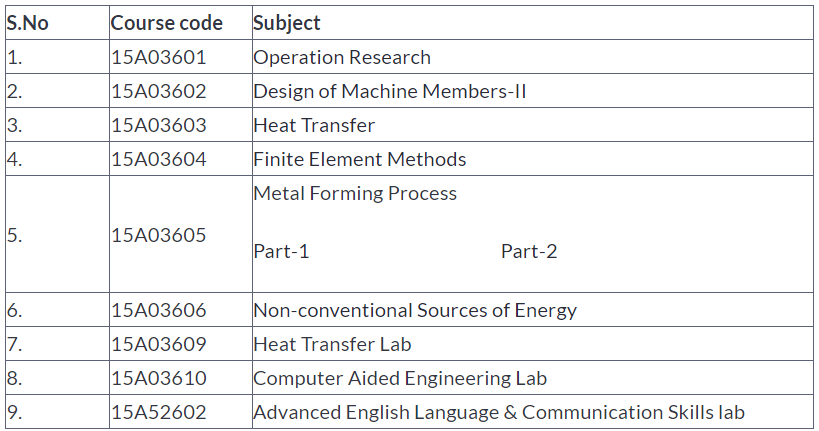 S.No Course code Subject
1. 15A03601 Operation Research
2. 15A03602 Design of Machine Members-II
3. 15A03603 Heat Transfer
4. 15A03604 Finite Element Methods
5. 15A03605 Metal Forming Process
Part-1 Part-2
6. 15A03606 Non-conventional Sources of Energy
7. 15A03609 Heat Transfer Lab
8. 15A03610 Computer Aided Engineering Lab
9. 15A52602 Advanced English Language & Communication Skills lab